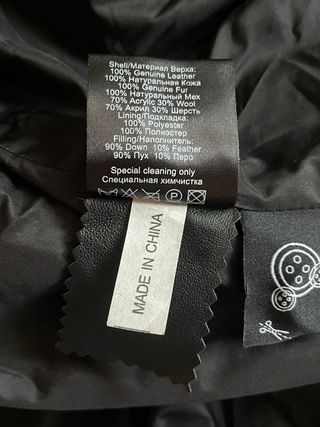 Shell/Материал Верха:
100% Genuine Leather
100% Натуральная Кожа
100% Genuine Fur
100% Натуральный Мех
70% Acrylic 30% Wool
70% Акрил 30% Шерсть
Lining/Подкладка:
100% Polyester
100% Полиэстер
Filling/Наполнитель:
90% Down 10% Feather
90% Пух 10% Перо
Special cleaning only
Специальная химчистка
P
MADE IN CHINA